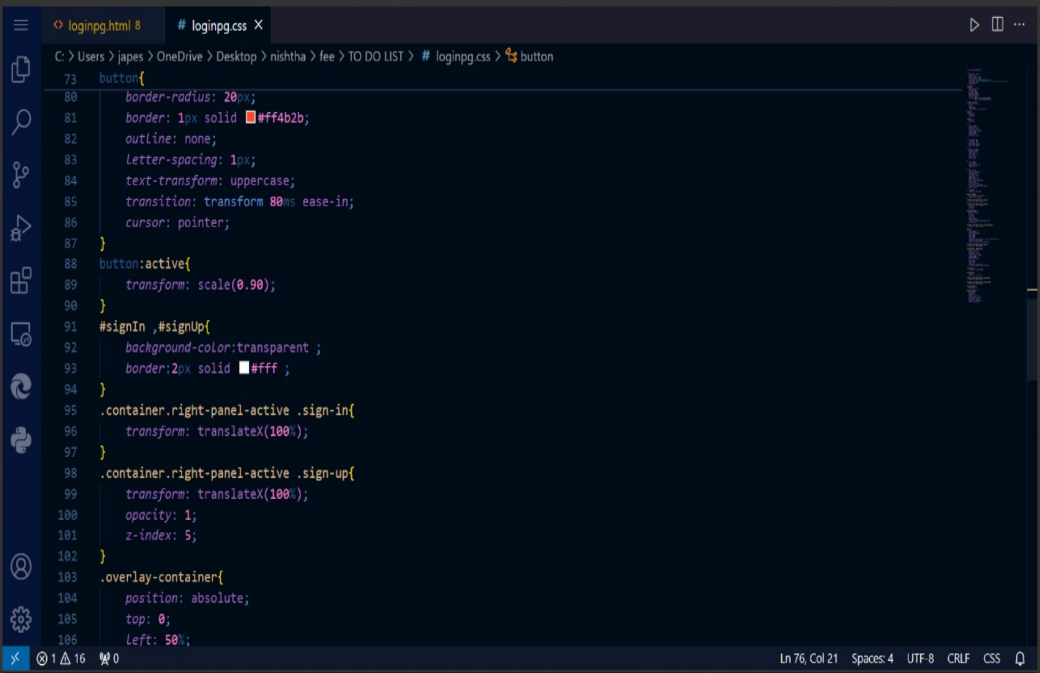 loginpg.html 8 # loginpg.css
C: > Users > japes > OneDrive > Desktop > nishtha > fee > TO DO LIST > # loginpg.css > button
73 button{
80 border-radius: 20px;
81 border: 1px solid #ff4b2b;
82 outline: none;
83 letter-spacing: 1px;
84 text-transform: uppercase;
85 transition: transform 80ms ease-in;
86 cursor: pointer;
87 }
88 button:active{
89 transform: scale(0.90);
90 }
91 #signIn ,#signUp{
92 background-color:transparent ;
93 border:2px solid #fff ;
94 }
95 .container.right-panel-active .sign-in{
96 transform: translateX(100%);
97 }
98 .container.right-panel-active .sign-up{
99 transform: translateX(100%);
100 opacity: 1;
101 z-index: 5;
102 }
103 .overlay-container{
104 position: absolute;
105 top: 0;
106 left: 50%;
1 16 0 Ln 76, Col 21 Spaces: 4 UTF-8 CRLF CSS